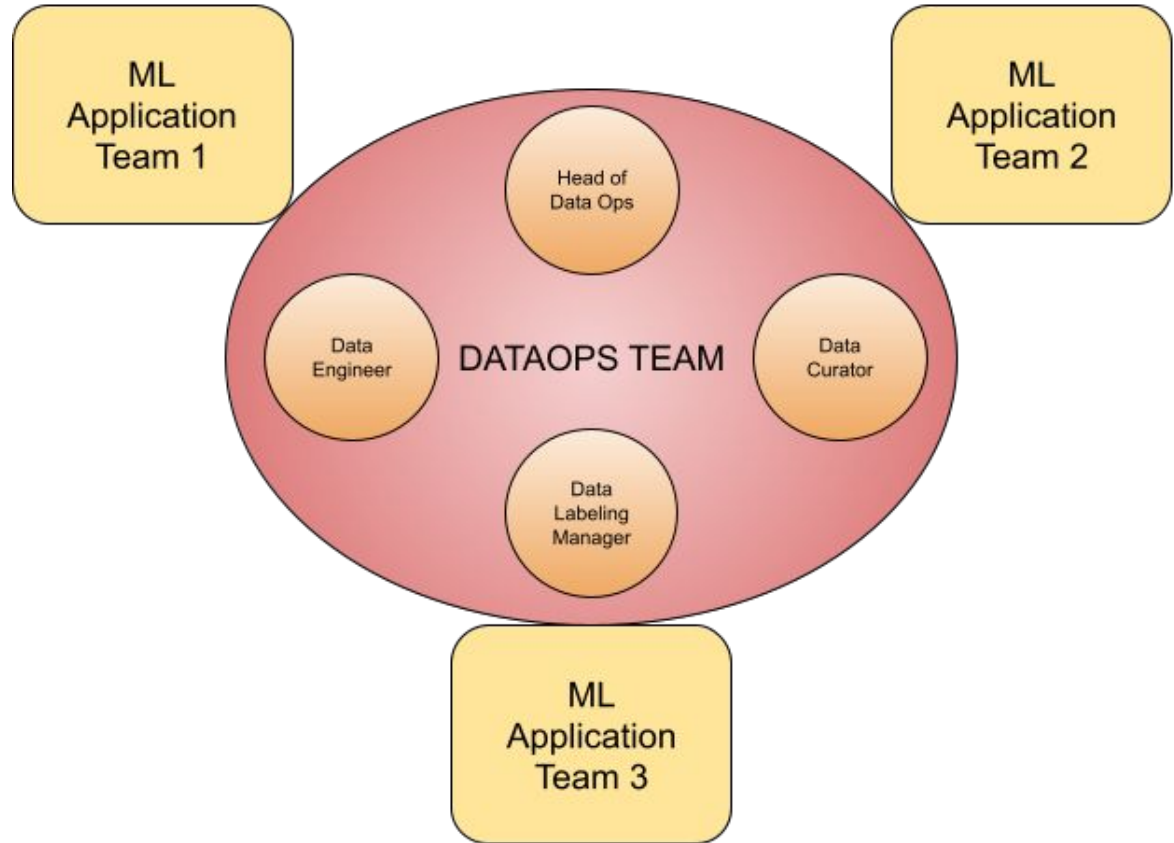 ML
Application
Team 1
ML
Application
Team 2
Head of
Data Ops
Data
Engineer
DATAOPS TEAM
Data
Curator
Data
Labeling
Manager
ML
Application
Team 3